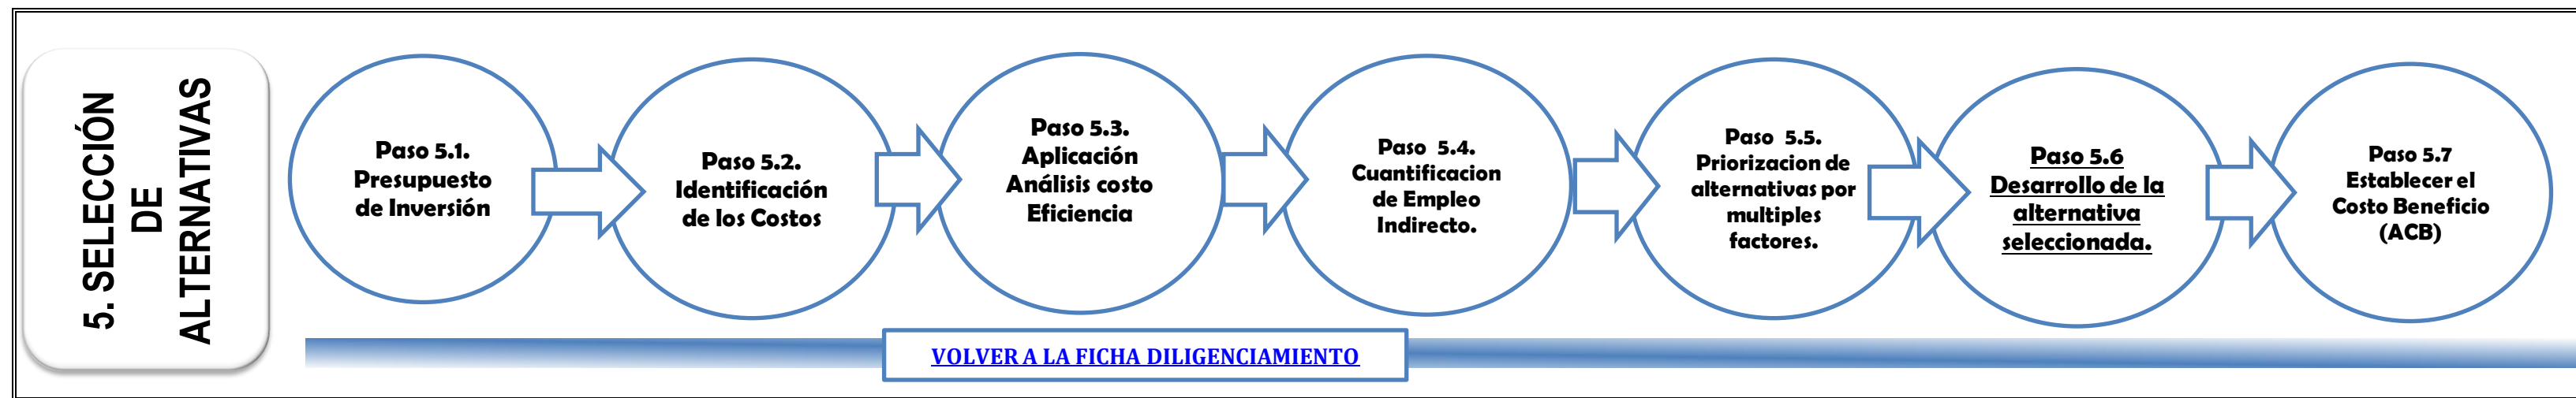 5. SELECCIÓN
DE
ALTERNATIVAS
Paso 5.1.
Presupuesto
de Inversión
Paso 5.2.
Identificación
de los Costos
Paso 5.3.
Aplicación
Análisis costo
Eficiencia
Paso 5.4.
Cuantificacion
de Empleo
Indirecto.
Paso 5.5.
Priorizacion de
alternativas por
multiples
factores.
Paso 5.6
Desarrollo de la
alternativa
seleccionada.
Paso 5.7
Establecer el
Costo Beneficio
(ACB)
VOLVER A LA FICHA DILIGENCIAMIENTO